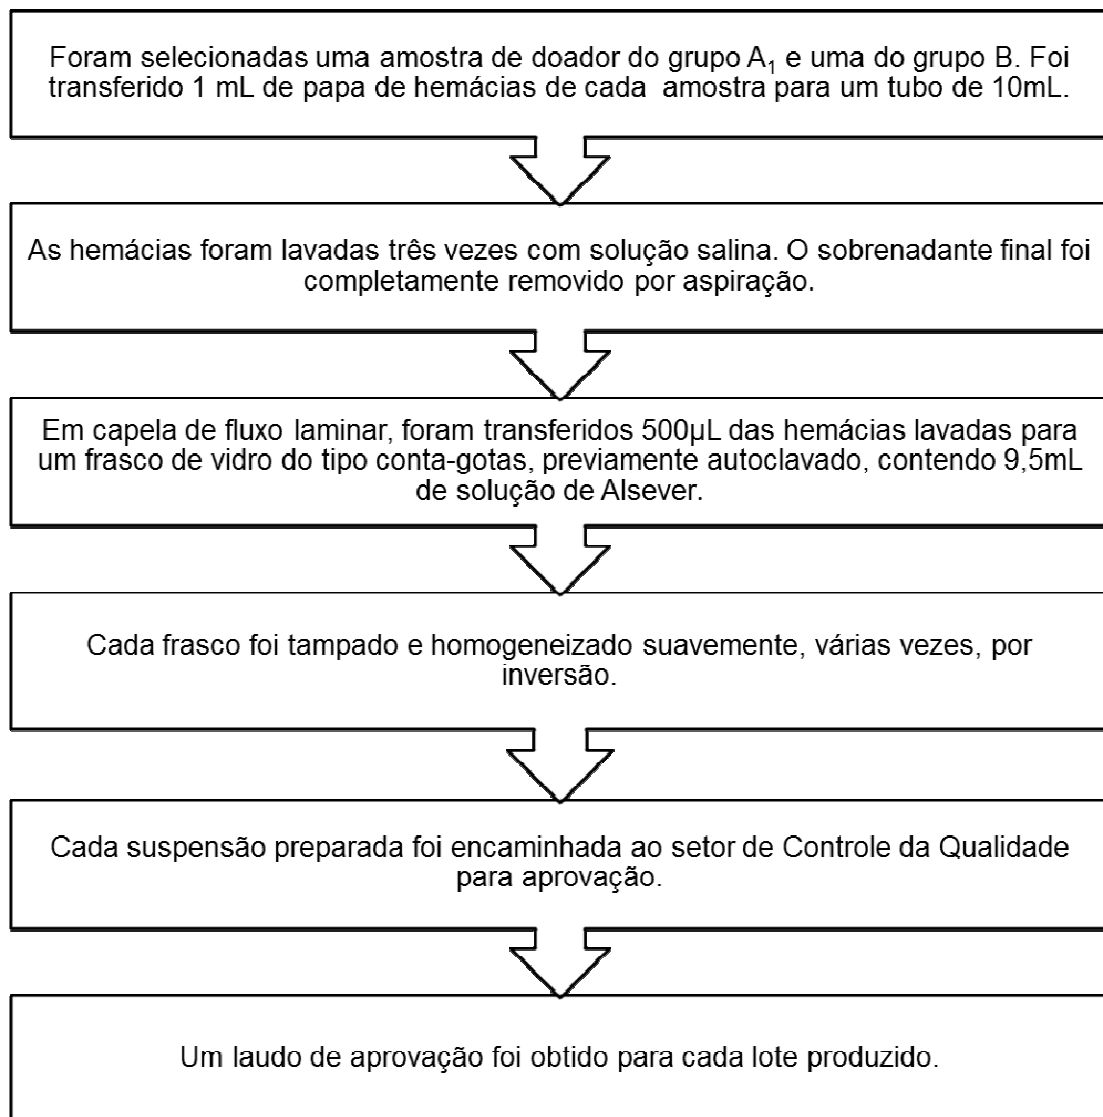 Foram selecionadas uma amostra de doador do grupo A₁ e uma do grupo B. Foi
transferido 1 mL de papa de hemácias de cada amostra para um tubo de 10mL.
As hemácias foram lavadas três vezes com solução salina. O sobrenadante final foi
completamente removido por aspiração.
Em capela de fluxo laminar, foram transferidos 500µL das hemácias lavadas para
um frasco de vidro do tipo conta-gotas, previamente autoclavado, contendo 9,5mL
de solução de Alsever.
Cada frasco foi tampado e homogeneizado suavemente, várias vezes, por
inversão.
Cada suspensão preparada foi encaminhada ao setor de Controle da Qualidade
para aprovação.
Um laudo de aprovação foi obtido para cada lote produzido.